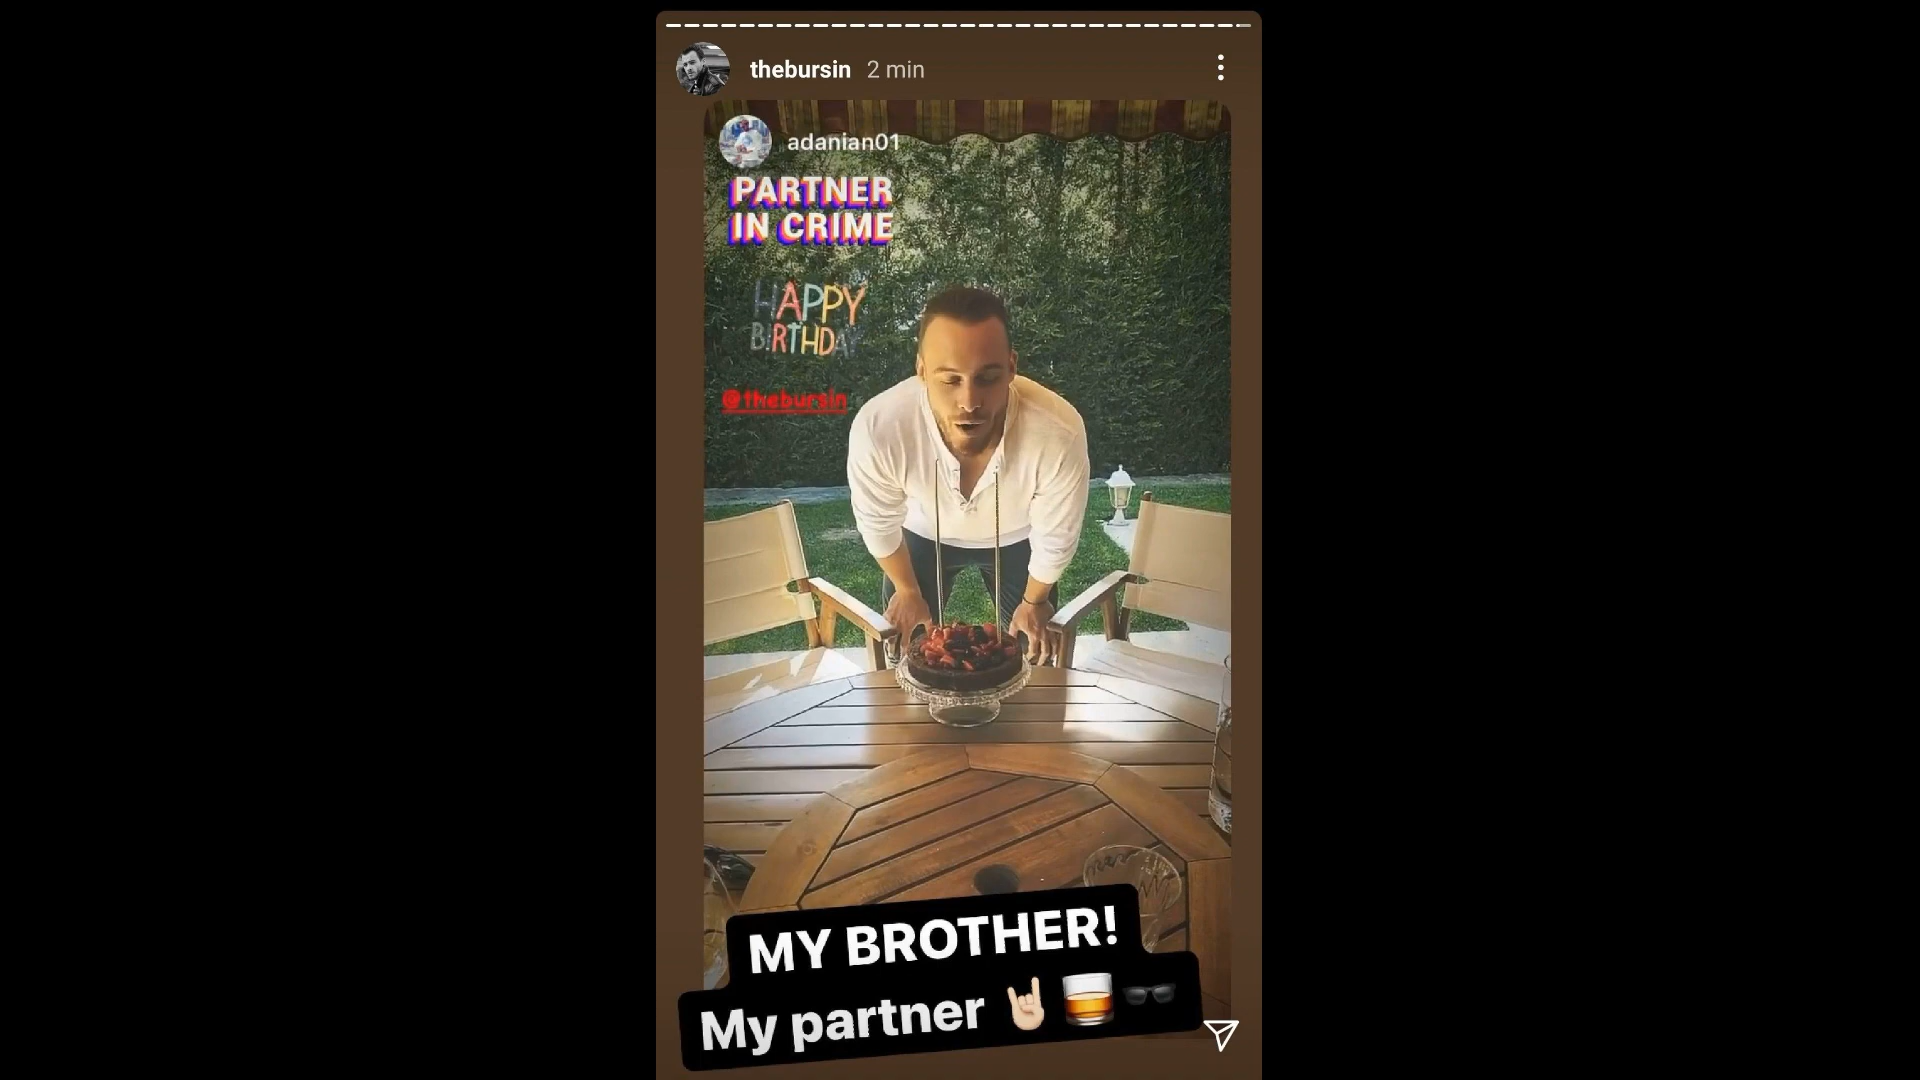 thebursin 2 min
adanian01
PARTNER
IN CRIME
HAPPY
BIRTHDAY
@thebursin
MY BROTHER!
My partner 🤘🏻🥃🕶️